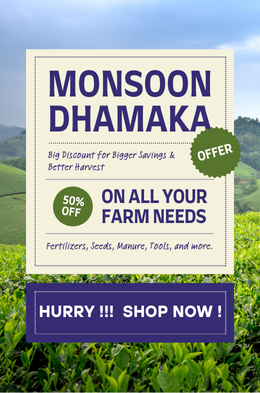 MONSOON
DHAMAKA
Big Discount for Bigger Savings &
Better Harvest
OFFER
50%
OFF
ON ALL YOUR
FARM NEEDS
Fertilizers, Seeds, Manure, Tools, and more.
HURRY !!! SHOP NOW !